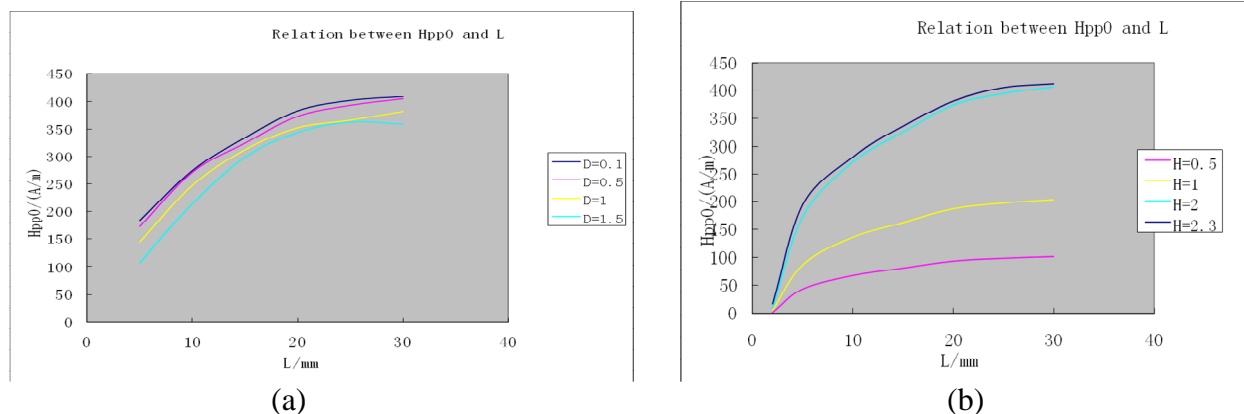 Relation between Hpp0 and L
Hpp0/(A/m)
450
400
350
300
250
200
150
100
50
0
0 10 20 30 40
L/mm
D=0.1
D=0.5
D=1
D=1.5
(a)
Relation between Hpp0 and L
Hpp0/(A/m)
450
400
350
300
250
200
150
100
50
0
0 10 20 30 40
L/mm
H=0.5
H=1
H=2
H=2.3
(b)